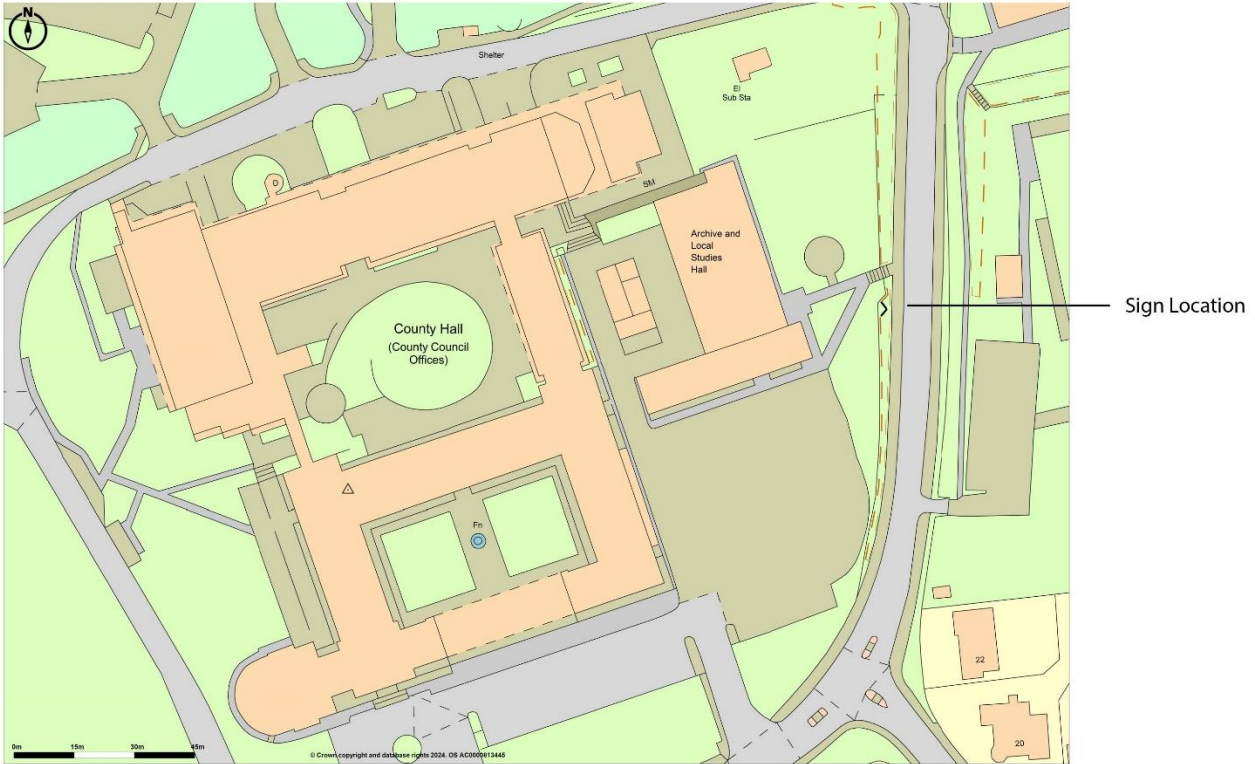 N
Shelter
El
Sub Sta
SM
Archive and
Local
Studies
Hall
Sign Location
County Hall
(County Council
Offices)
Fn
22
20
0m 15m 30m 45m
© Crown copyright and database rights 2024. OS AC0000813445